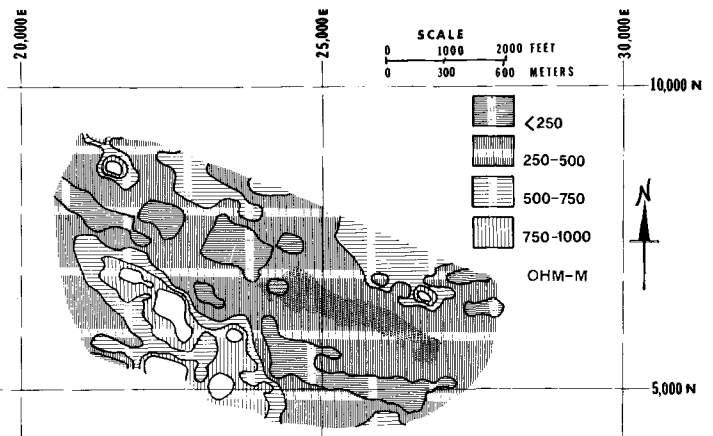 20,000 E
25,000 E
30,000 E
SCALE
0 1000 2000 FEET
0 300 600 METERS
10,000 N
<250
250-500
500-750
750-1000
OHM-M
N
5,000 N